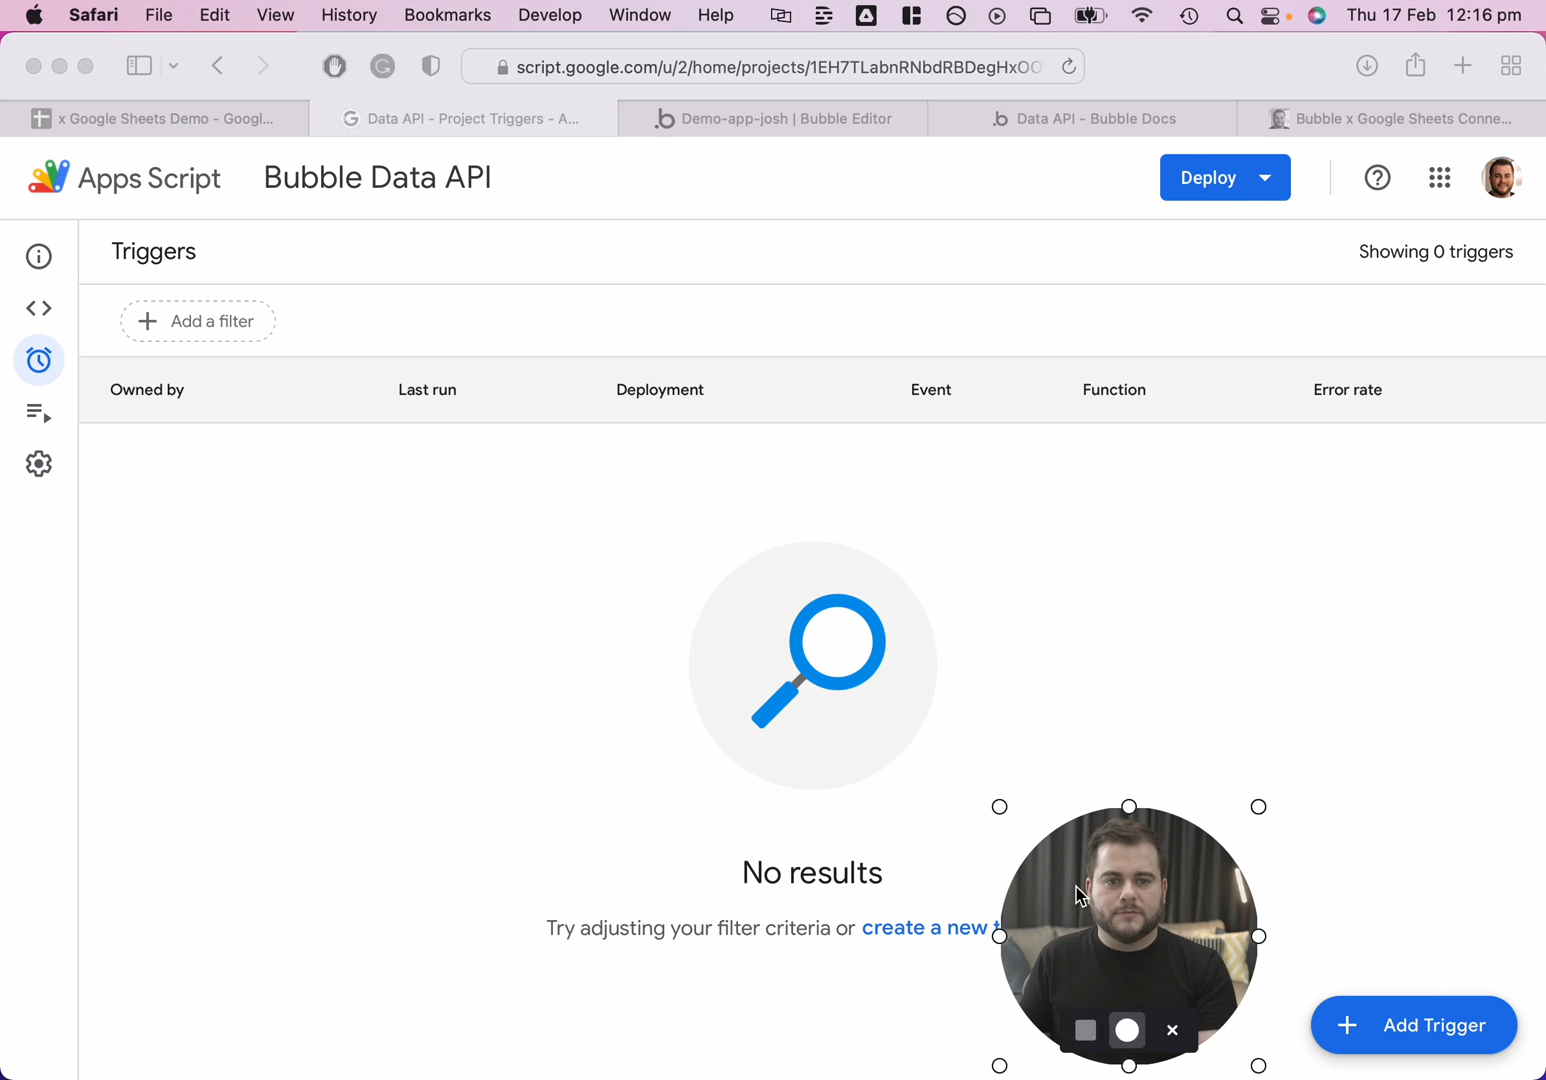 Safari File Edit View History Bookmarks Develop Window Help Thu 17 Feb 12:16 pm
script.google.com/u/2/home/projects/1EH7TLabnRNbdRBDegHxOO
x Google Sheets Demo - Googl... Data API - Project Triggers - A... Demo-app-josh | Bubble Editor Data API - Bubble Docs Bubble x Google Sheets Conne...
Apps Script Bubble Data API Deploy
Triggers Showing 0 triggers
Add a filter
Owned by Last run Deployment Event Function Error rate
No results
Try adjusting your filter criteria or create a new t
Add Trigger